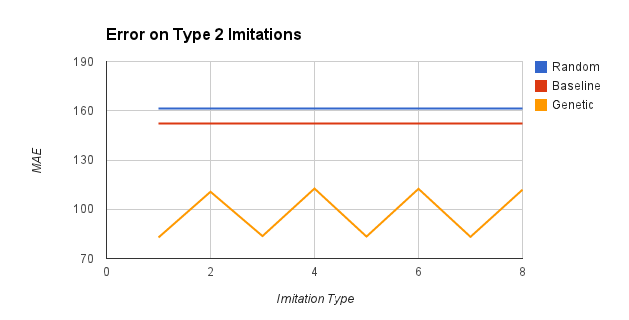 Error on Type 2 Imitations
190
160
130
100
70
MAE
0
2
4
6
8
Imitation Type
Random
Baseline
Genetic